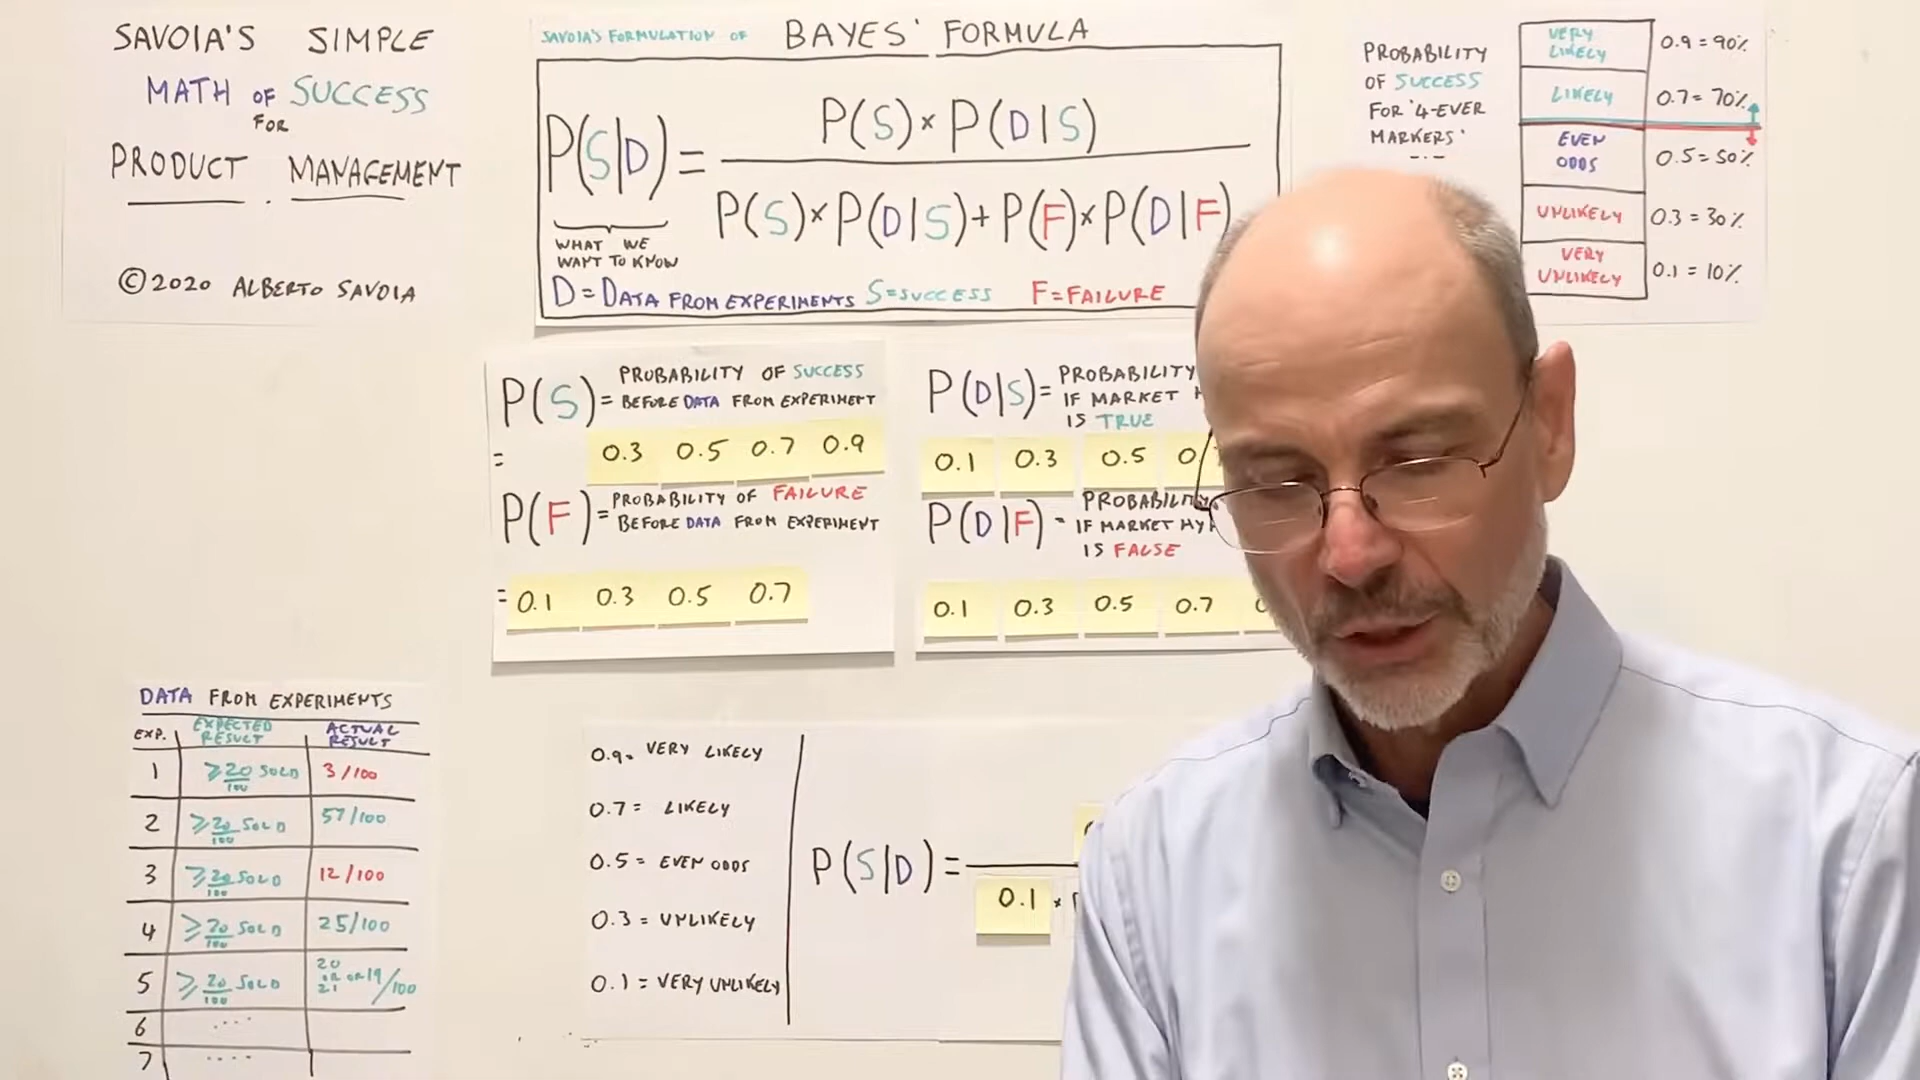 SAVOIA'S SIMPLE
MATH OF SUCCESS
FOR
PRODUCT MANAGEMENT
©2020 ALBERTO SAVOIA
SAVOIA'S FORMULATION OF BAYES' FORMULA
P(S|D) =
P(S) × P(D|S)
P(S) × P(D|S) + P(F) × P(D|F)
WHAT WE
WANT TO KNOW
D = DATA FROM EXPERIMENTS S = SUCCESS F = FAILURE
PROBABILITY
OF SUCCESS
FOR '4-EVER
MARKERS'
VERY
LIKELY
0.9 = 90%
LIKELY
0.7 = 70%
EVEN
ODDS
0.5 = 50%
UNLIKELY
0.3 = 30%
VERY
UNLIKELY
0.1 = 10%
P(S) = PROBABILITY OF SUCCESS
BEFORE DATA FROM EXPERIMENT
= 0.3 0.5 0.7 0.9
P(F) = PROBABILITY OF FAILURE
BEFORE DATA FROM EXPERIMENT
= 0.1 0.3 0.5 0.7
P(D|S) = PROBABILITY
IF MARKET
IS TRUE
0.1 0.3 0.5
P(D|F) = PROBABILITY
IF MARKET
IS FALSE
0.1 0.3 0.5 0.7
DATA FROM EXPERIMENTS
EXP. EXPECTED RESULT ACTUAL RESULT
1 ≥ 20/100 SOLD 3/100
2 ≥ 20/100 SOLD 57/100
3 ≥ 20/100 SOLD 12/100
4 ≥ 20/100 SOLD 25/100
5 ≥ 20/100 SOLD 20 OR 21 OR 19/100
6 ....
7 ....
0.9 = VERY LIKELY
0.7 = LIKELY
0.5 = EVEN ODDS
0.3 = UNLIKELY
0.1 = VERY UNLIKELY
P(S|D) =
0.1 ×